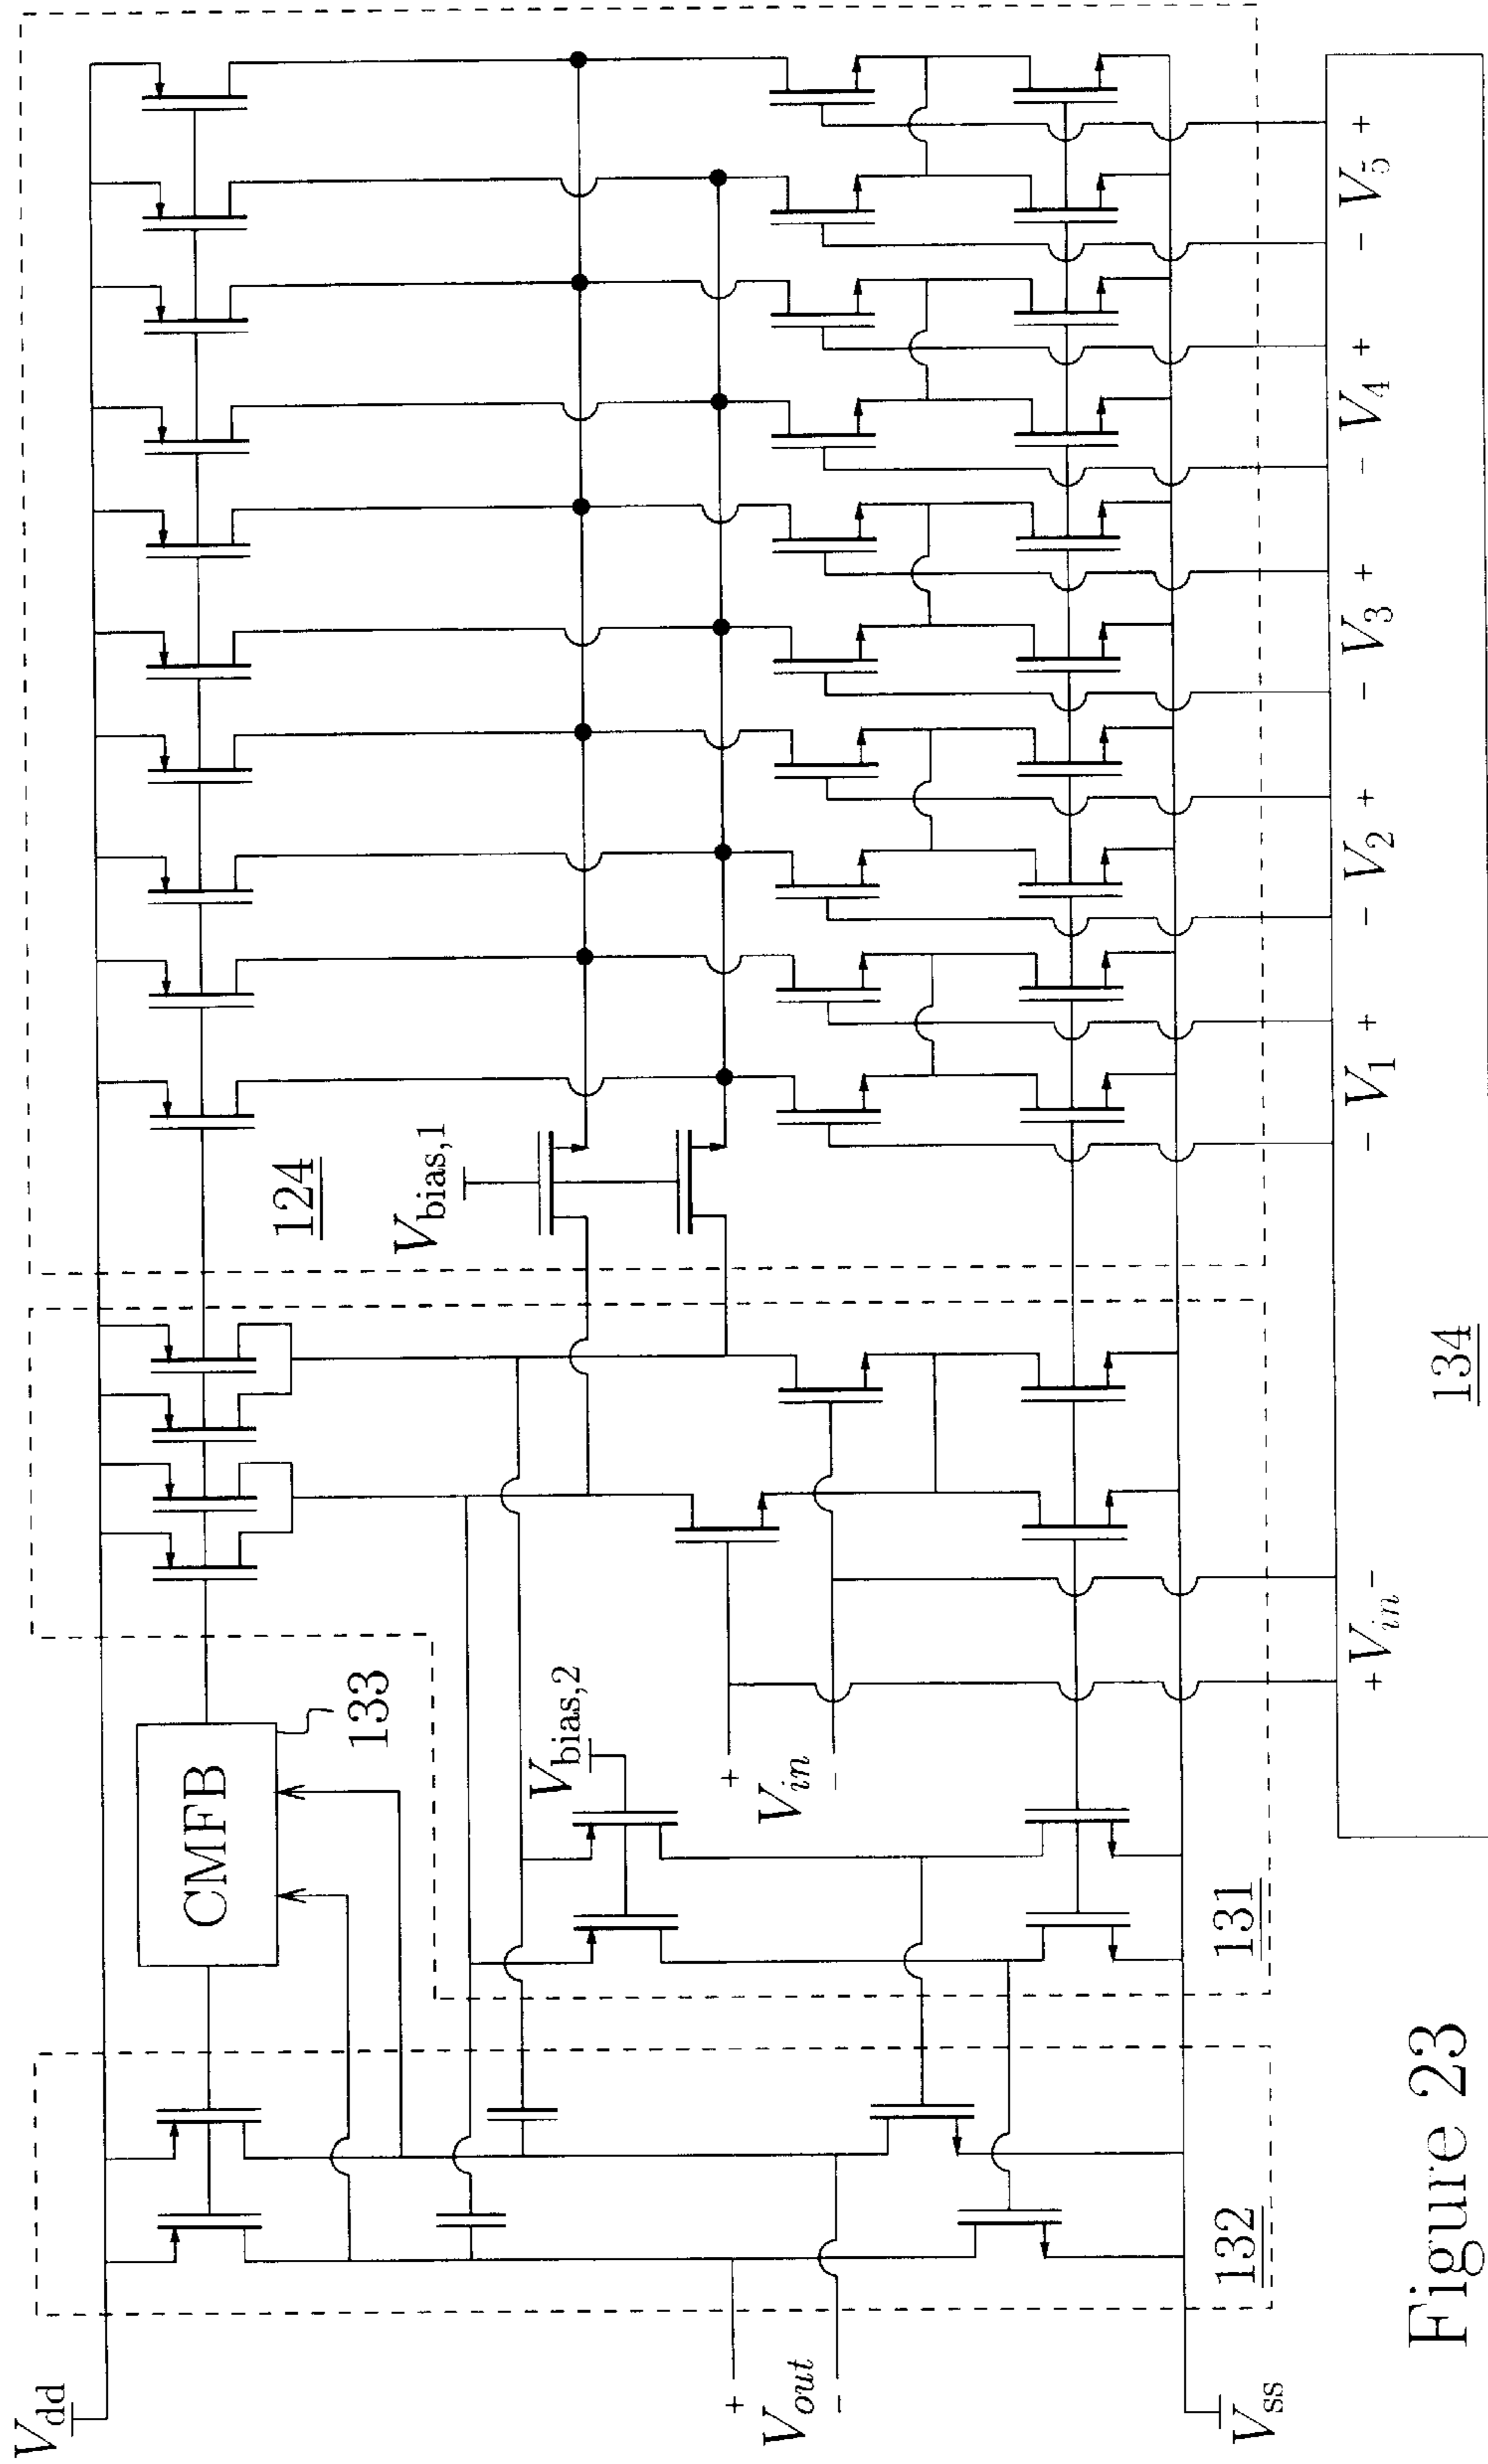 V_dd
CMFB
133
124
V_bias,1
V_bias,2
+
V_in
−
+
V_out
−
V_ss
132
131
+ V_in −
− V_1 +
− V_2 +
− V_3 +
− V_4 +
− V_5 +
134
Figure 23